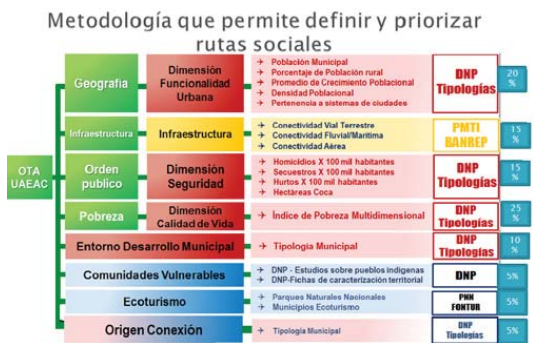 Metodología que permite definir y priorizar
rutas sociales
OTA
UAEAC
Geografía
Dimensión
Funcionalidad
Urbana
Población Municipal
Porcentaje de Población rural
Promedio de Crecimiento Poblacional
Densidad Poblacional
Pertenencia a sistemas de ciudades
DNP
Tipologías
20
%
Infraestructura
Infraestructura
Conectividad Vial Terrestre
Conectividad Fluvial/Marítima
Conectividad Aérea
PMTI
BANREP
15
%
Orden
publico
Dimensión
Seguridad
Homicidios X 100 mil habitantes
Secuestros X 100 mil habitantes
Hurtos X 100 mil habitantes
Hectáreas Coca
DNP
Tipologías
15
%
Pobreza
Dimensión
Calidad de Vida
Índice de Pobreza Multidimensional
DNP
Tipologías
25
%
Entorno Desarrollo Municipal
Tipología Municipal
DNP
Tipologías
10
%
Comunidades Vulnerables
DNP - Estudios sobre pueblos indígenas
DNP-Fichas de caracterización territorial
DNP
5%
Ecoturismo
Parques Naturales Nacionales
Municipios Ecoturismo
PNN
FONTUR
5%
Origen Conexión
Tipología Municipal
DNP
Tipologías
5%